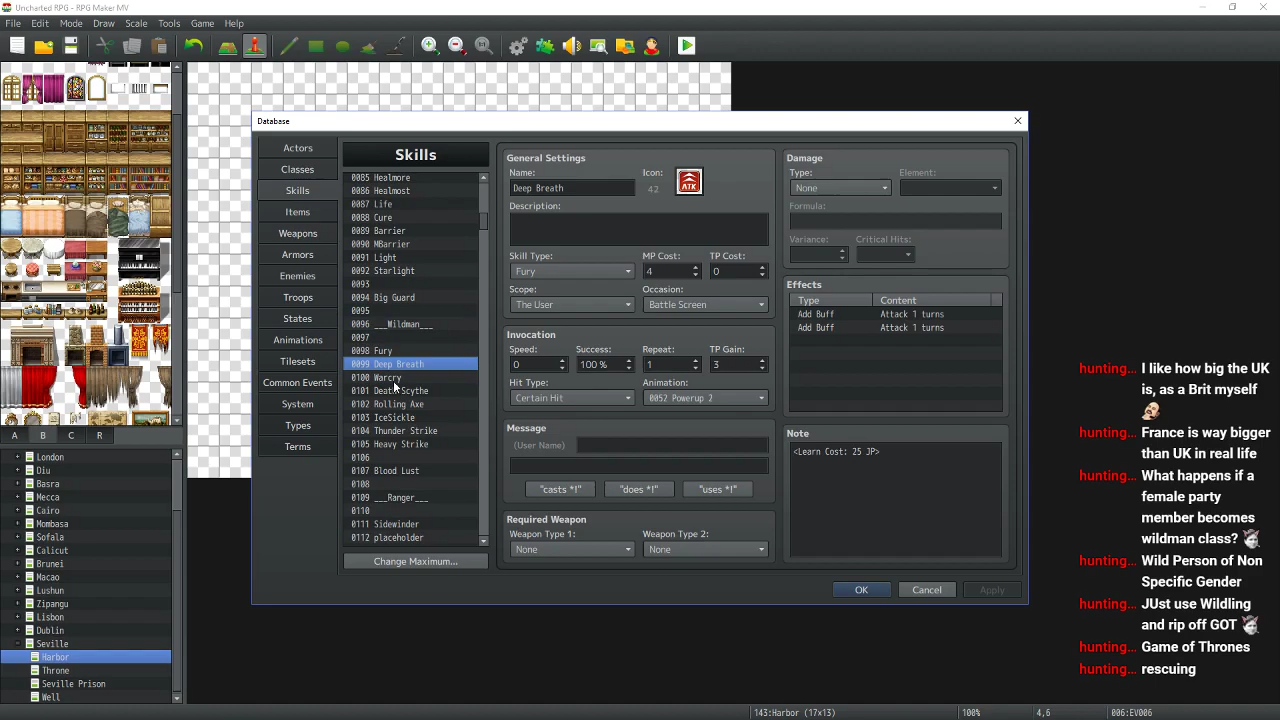 Uncharted RPG - RPG Maker MV
File Edit Mode Draw Scale Tools Game Help
Database
Actors
Classes
Skills
Items
Weapons
Armors
Enemies
Troops
States
Animations
Tilesets
Common Events
System
Types
Terms
Skills
0085 Healmore
0086 Healmost
0087 Life
0088 Cure
0089 Barrier
0090 MBarrier
0091 Light
0092 Starlight
0093
0094 Big Guard
0095
0096 ___Wildman___
0097
0098 Fury
0099 Deep Breath
0100 Warcry
0101 Death Scythe
0102 Rolling Axe
0103 IceSickle
0104 Thunder Strike
0105 Heavy Strike
0106
0107 Blood Lust
0108
0109 ___Ranger___
0110
0111 Sidewinder
0112 placeholder
Change Maximum...
General Settings
Name: Icon:
Deep Breath 42 ATK
Description:
Skill Type: MP Cost: TP Cost:
Fury 4 0
Scope: Occasion:
The User Battle Screen
Invocation
Speed: Success: Repeat: TP Gain:
0 100 % 1 3
Hit Type: Animation:
Certain Hit 0052 Powerup 2
Message
(User Name)
"casts *!" "does *!" "uses *!"
Required Weapon
Weapon Type 1: Weapon Type 2:
None None
Damage
Type: Element:
None
Formula:
Variance: Critical Hits:
Effects
Type Content
Add Buff Attack 1 turns
Add Buff Attack 1 turns
Note
<Learn Cost: 25 JP>
OK Cancel Apply
A B C R
London
Diu
Basra
Mecca
Cairo
Mombasa
Sofala
Calicut
Brunei
Macao
Lushun
Zipangu
Lisbon
Dublin
Seville
Harbor
Throne
Seville Prison
Well
hunting... I like how big the UK
is, as a Brit myself
hunting... France is way bigger
than UK in real life
hunting... What happens if a
female party
member becomes
wildman class?
hunting... Wild Person of Non
Specific Gender
hunting... JUst use Wildling
and rip off GOT
hunting... Game of Thrones
hunting... rescuing
143:Harbor (17x13) 100% 4,6 006:EV006